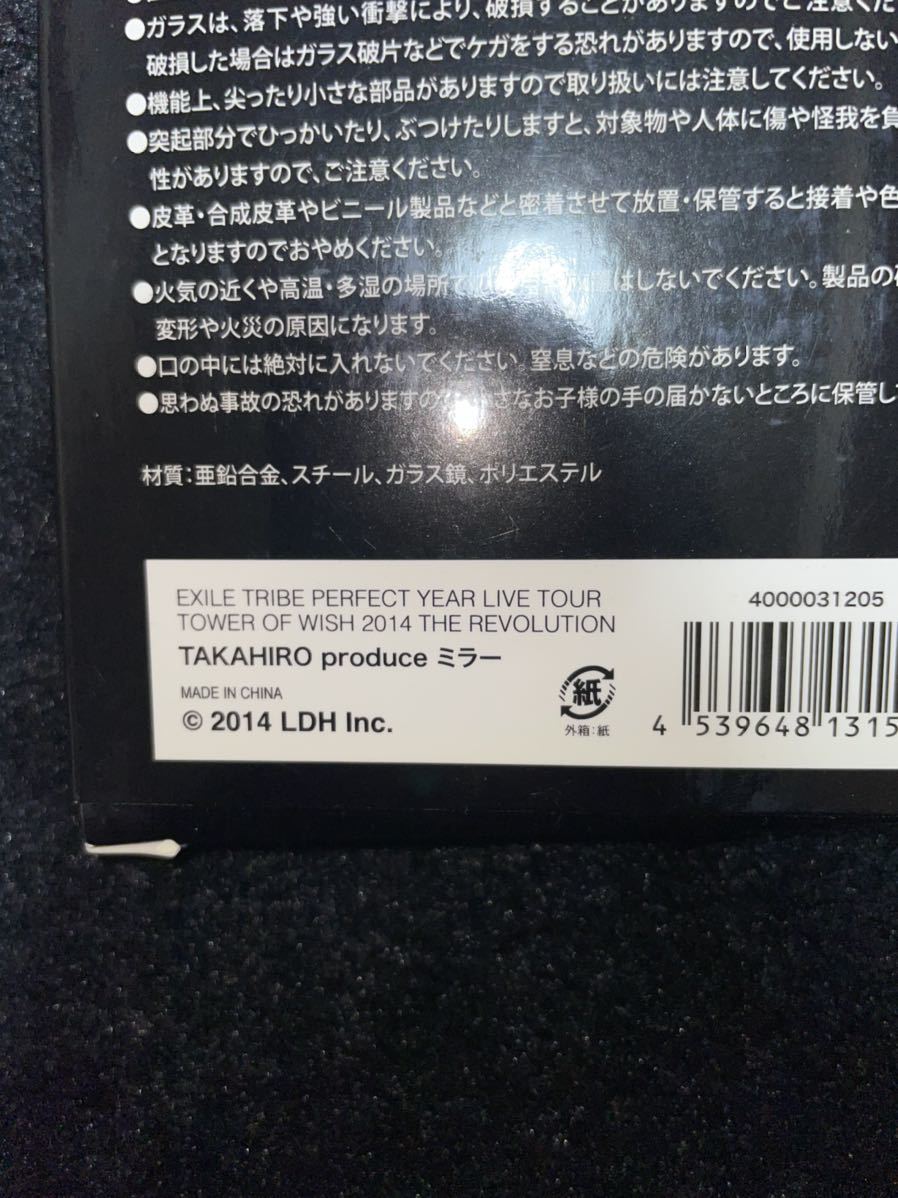 ●ガラスは、落下や強い衝撃により、破損することがありますのでご注意くだ
破損した場合はガラス破片などでケガをする恐れがありますので、使用しない
●機能上、尖ったり小さな部品がありますので取り扱いには注意してください。
●突起部分でひっかいたり、ぶつけたりしますと、対象物や人体に傷や怪我を負
性がありますので、ご注意ください。
●皮革・合成皮革やビニール製品などと密着させて放置・保管すると接着や色
となりますのでおやめください。
●火気の近くや高温・多湿の場所で はしないでください。製品の
変形や火災の原因になります。
●口の中には絶対に入れないでください。窒息などの危険があります。
●思わぬ事故の恐れがありますの さなお子様の手の届かないところに保管し
材質:亜鉛合金、スチール、ガラス鏡、ポリエステル
EXILE TRIBE PERFECT YEAR LIVE TOUR
TOWER OF WISH 2014 THE REVOLUTION
TAKAHIRO produce ミラー
MADE IN CHINA
© 2014 LDH Inc.
紙
外箱:紙
4000031205
4 539648 1315